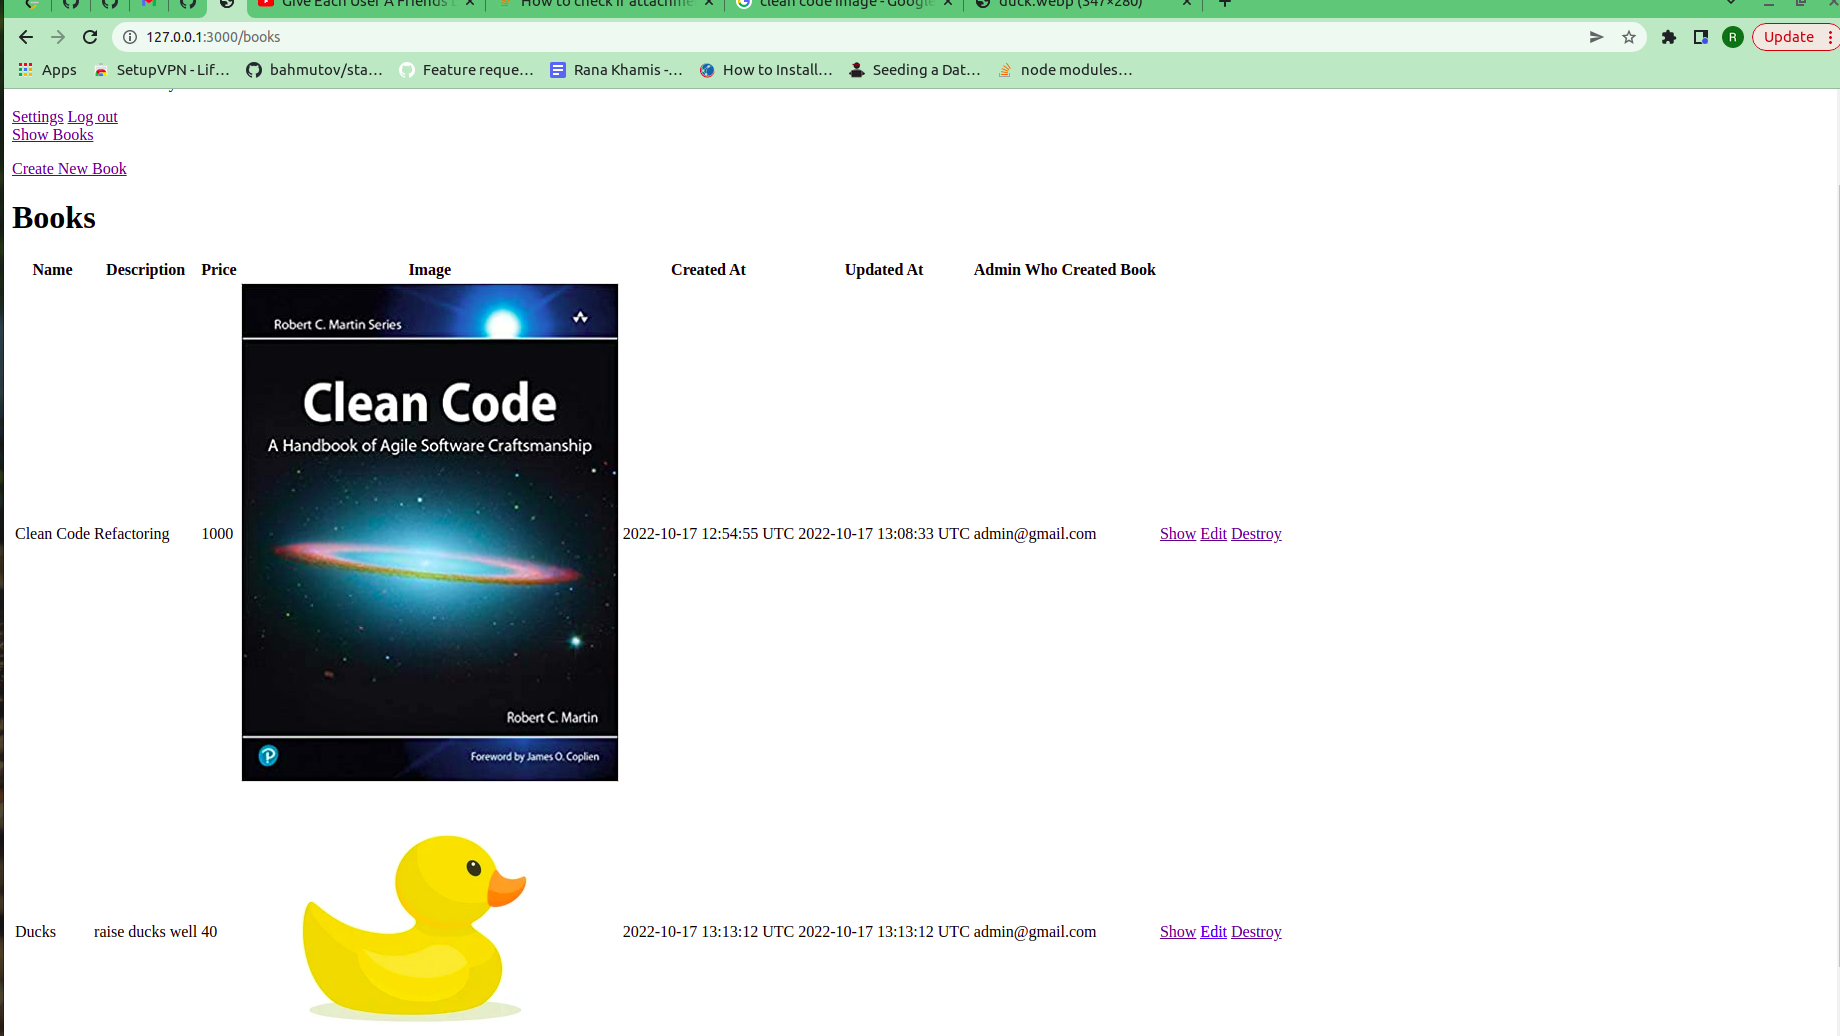 Give Each User A Friends
How to check if attachme
clean code image - Google
duck.webp (347×280)
127.0.0.1:3000/books
R
Update
Apps
SetupVPN - Lif...
bahmutov/sta...
Feature reque...
Rana Khamis -...
How to Install...
Seeding a Dat...
node modules...
Settings Log out
Show Books
Create New Book
Books
Name Description Price Image Created At Updated At Admin Who Created Book
Robert C. Martin Series
Clean Code
A Handbook of Agile Software Craftsmanship
Clean Code Refactoring 1000 2022-10-17 12:54:55 UTC 2022-10-17 13:08:33 UTC admin@gmail.com Show Edit Destroy
Robert C. Martin
P
Foreword by James O. Coplien
Ducks raise ducks well 40 2022-10-17 13:13:12 UTC 2022-10-17 13:13:12 UTC admin@gmail.com Show Edit Destroy